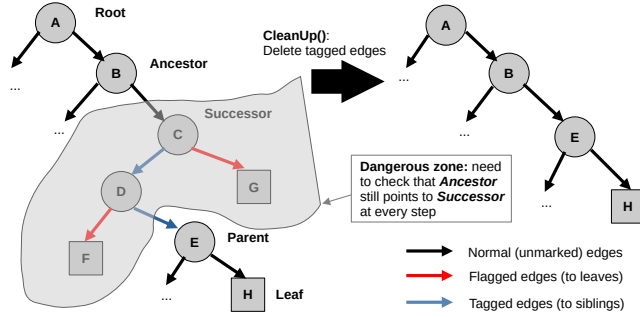 A
Root
...
B
Ancestor
...
Successor
C
D
G
F
E
Parent
...
H
Leaf
CleanUp():
Delete tagged edges
A
...
B
...
E
...
H
Dangerous zone: need
to check that Ancestor
still points to Successor
at every step
Normal (unmarked) edges
Flagged edges (to leaves)
Tagged edges (to siblings)